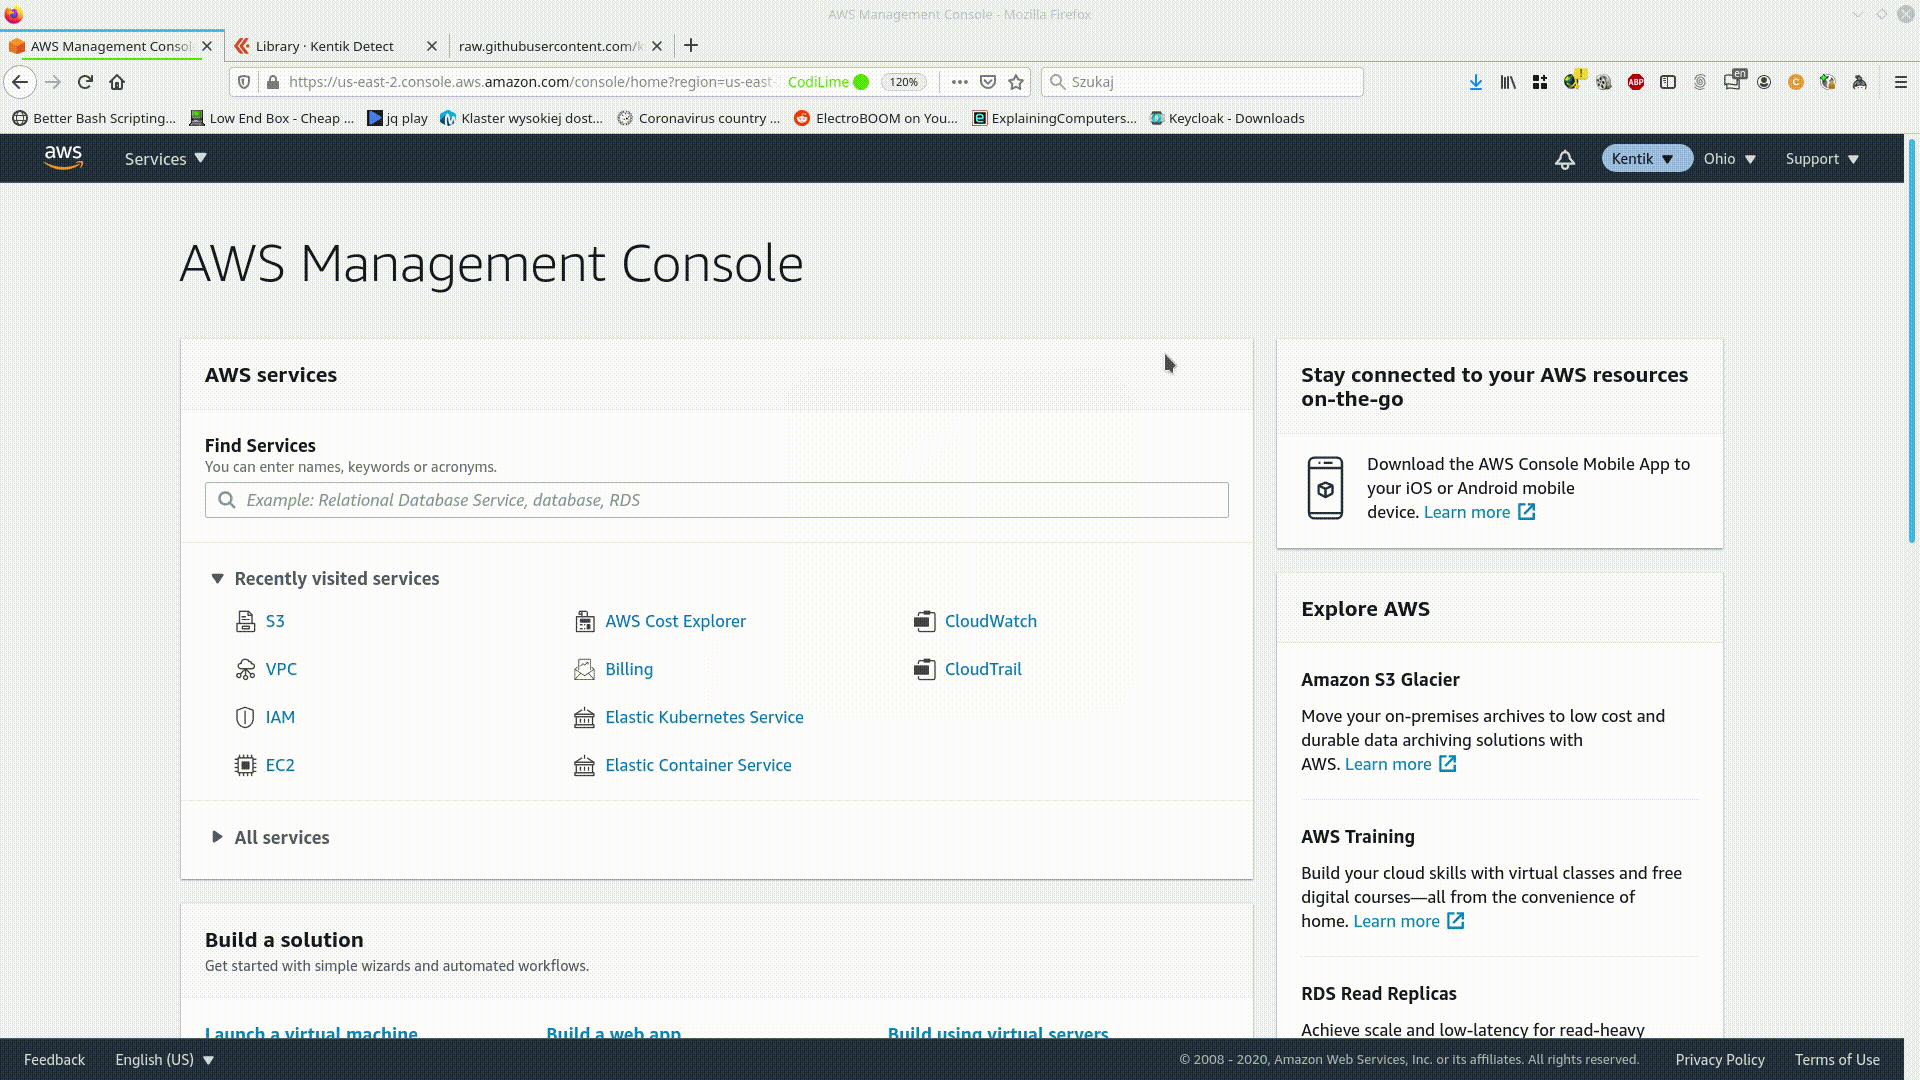 AWS Management Console - Mozilla Firefox
AWS Management Consol
Library · Kentik Detect
raw.githubusercontent.com/k
https://us-east-2.console.aws.amazon.com/console/home?region=us-east-
CodiLime
120%
Szukaj
ABP
en
Better Bash Scripting...
Low End Box - Cheap ...
jq play
Klaster wysokiej dost...
Coronavirus country ...
ElectroBOOM on You...
ExplainingComputers...
Keycloak - Downloads
aws
Services
Kentik
Ohio
Support
AWS Management Console
AWS services
Find Services
You can enter names, keywords or acronyms.
Example: Relational Database Service, database, RDS
Recently visited services
S3
AWS Cost Explorer
CloudWatch
VPC
Billing
CloudTrail
IAM
Elastic Kubernetes Service
EC2
Elastic Container Service
All services
Build a solution
Get started with simple wizards and automated workflows.
Launch a virtual machine
Build a web app
Build using virtual servers
Stay connected to your AWS resources
on-the-go
Download the AWS Console Mobile App to
your iOS or Android mobile
device. Learn more
Explore AWS
Amazon S3 Glacier
Move your on-premises archives to low cost and
durable data archiving solutions with
AWS. Learn more
AWS Training
Build your cloud skills with virtual classes and free
digital courses—all from the convenience of
home. Learn more
RDS Read Replicas
Achieve scale and low-latency for read-heavy
Feedback
English (US)
© 2008 - 2020, Amazon Web Services, Inc. or its affiliates. All rights reserved.
Privacy Policy
Terms of Use